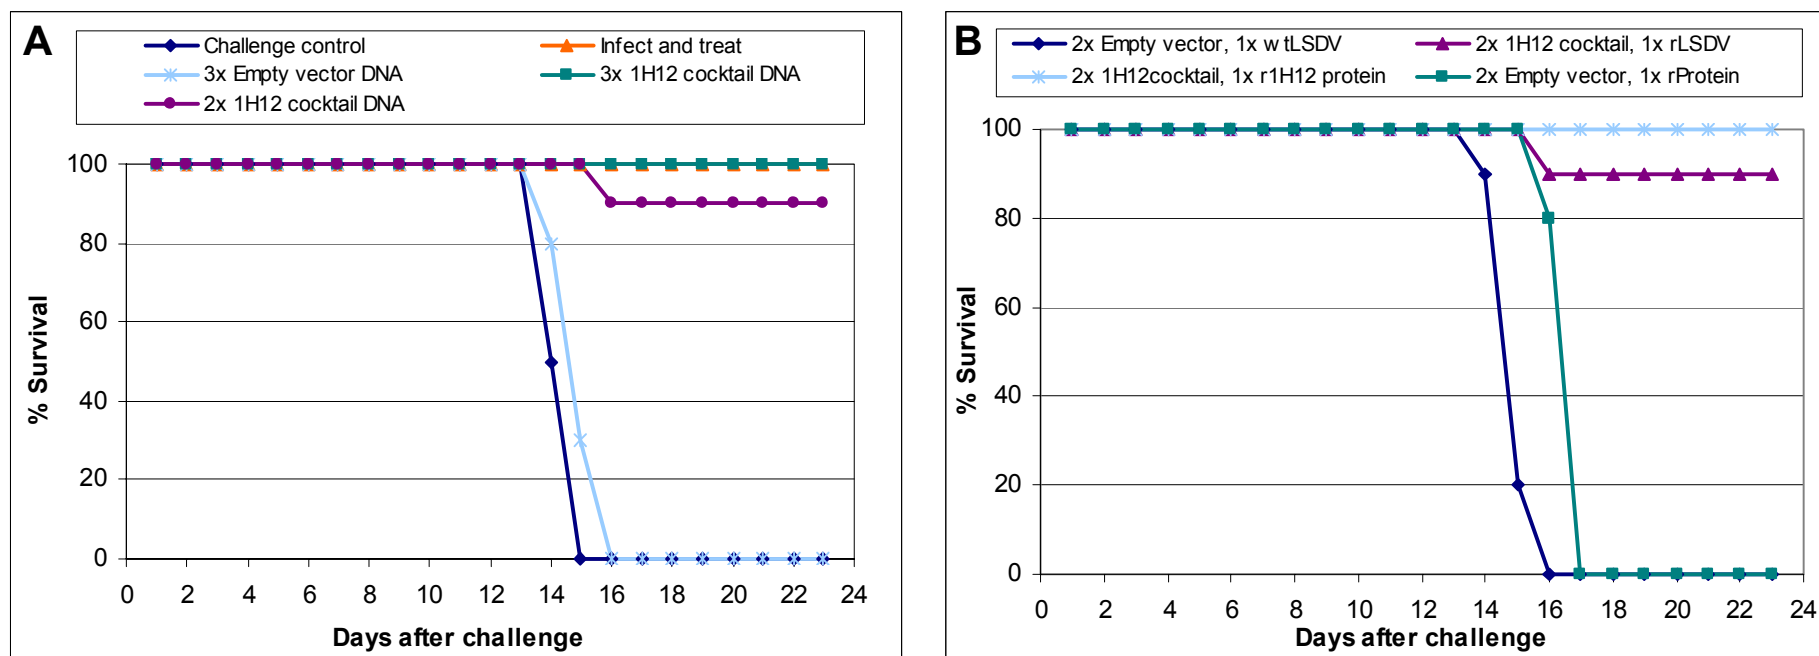 A
Challenge control
Infect and treat
3x Empty vector DNA
3x 1H12 cocktail DNA
2x 1H12 cocktail DNA
100
80
60
40
20
0
% Survival
0 2 4 6 8 10 12 14 16 18 20 22 24
Days after challenge
B
2x Empty vector, 1x wtLSDV
2x 1H12 cocktail, 1x rLSDV
2x 1H12cocktail, 1x r1H12 protein
2x Empty vector, 1x rProtein
100
80
60
40
20
0
% Survival
0 2 4 6 8 10 12 14 16 18 20 22 24
Days after challenge